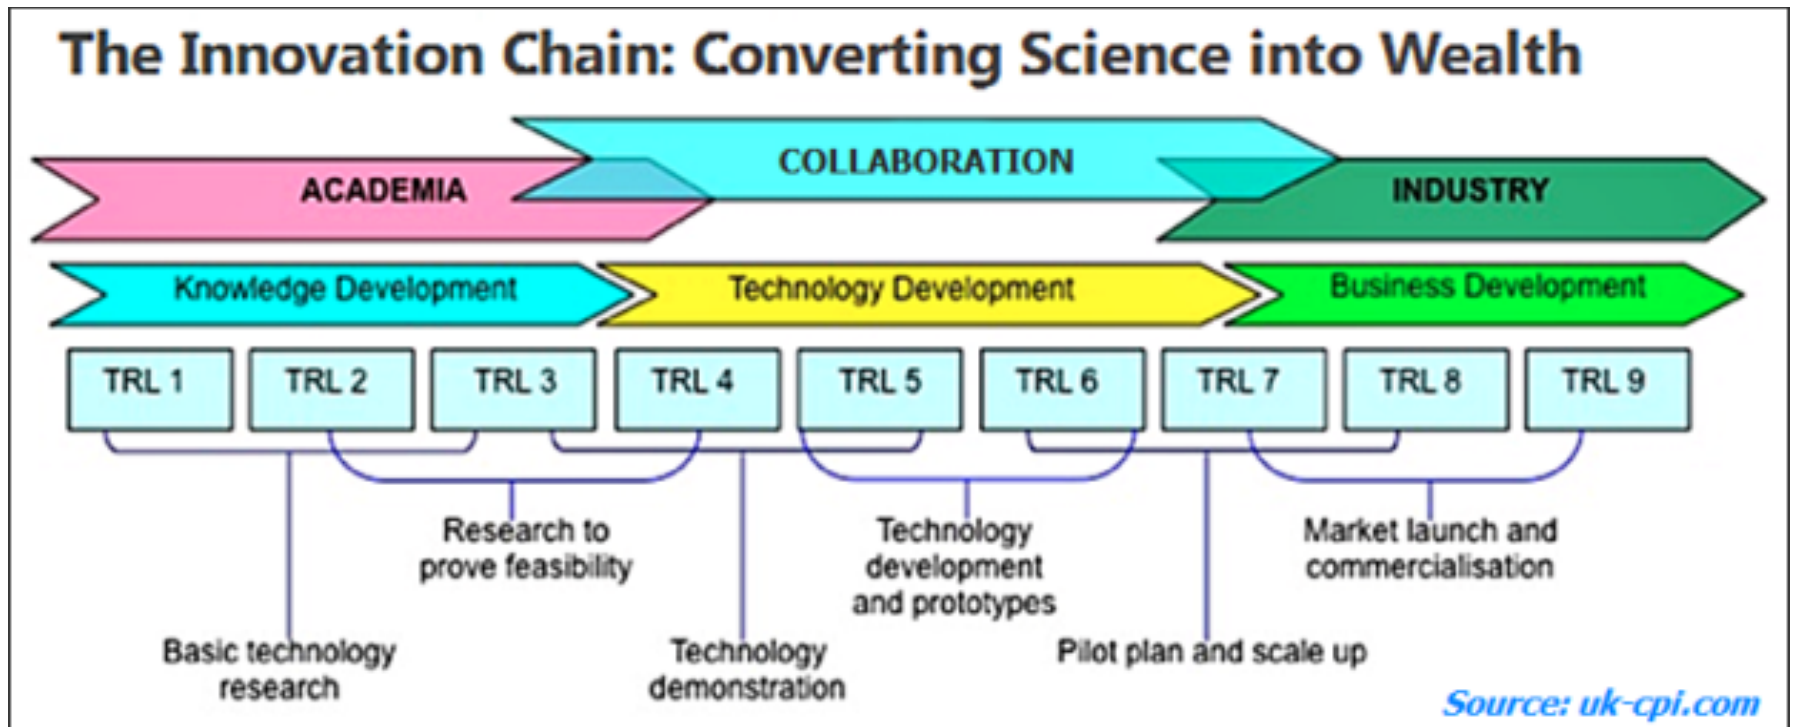 The Innovation Chain: Converting Science into Wealth
COLLABORATION
ACADEMIA
INDUSTRY
Knowledge Development
Technology Development
Business Development
TRL 1
TRL 2
TRL 3
TRL 4
TRL 5
TRL 6
TRL 7
TRL 8
TRL 9
Research to
prove feasibility
Technology
development
and prototypes
Market launch and
commercialisation
Basic technology
research
Technology
demonstration
Pilot plan and scale up
Source: uk-cpi.com